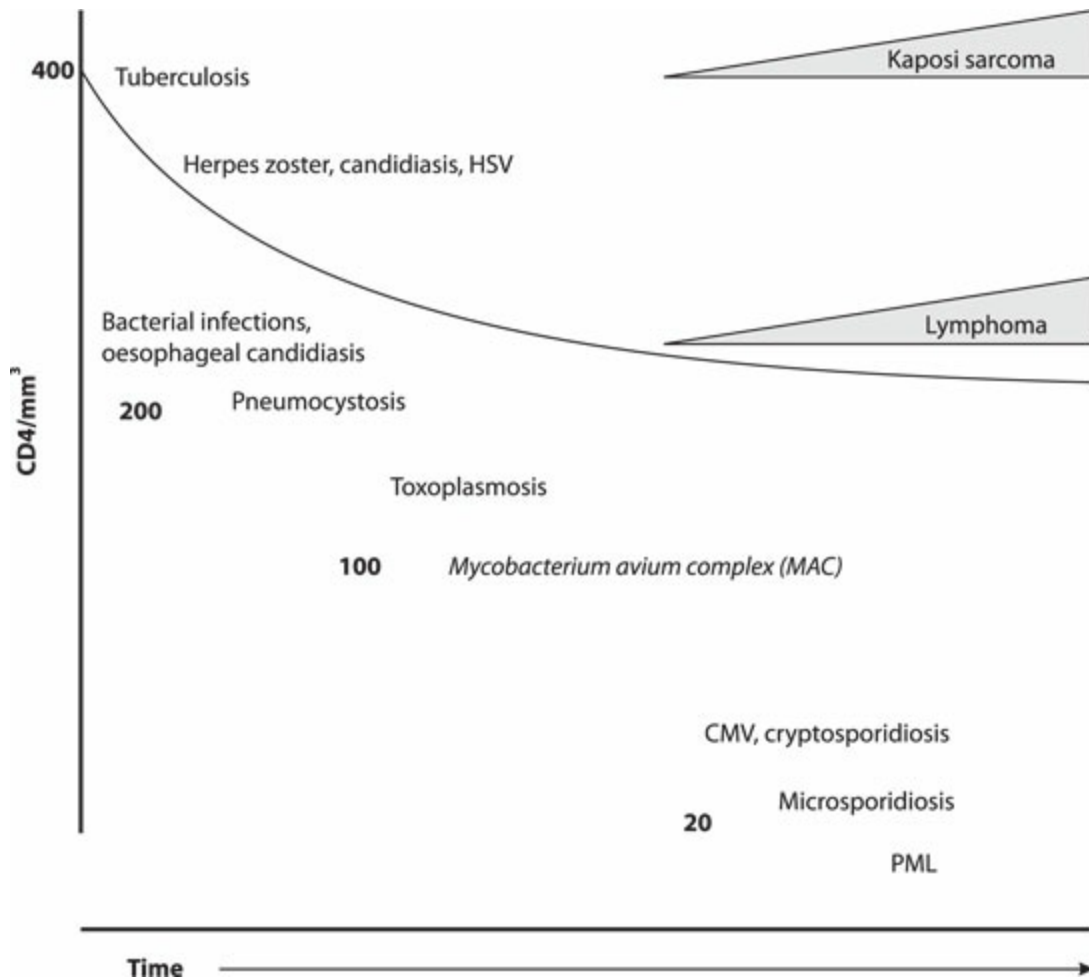 Kaposi sarcoma
400
Tuberculosis
Herpes zoster, candidiasis, HSV
Lymphoma
Bacterial infections,
oesophageal candidiasis
CD4/mm³
200
Pneumocystosis
Toxoplasmosis
100
Mycobacterium avium complex (MAC)
CMV, cryptosporidiosis
Microsporidiosis
20
PML
Time